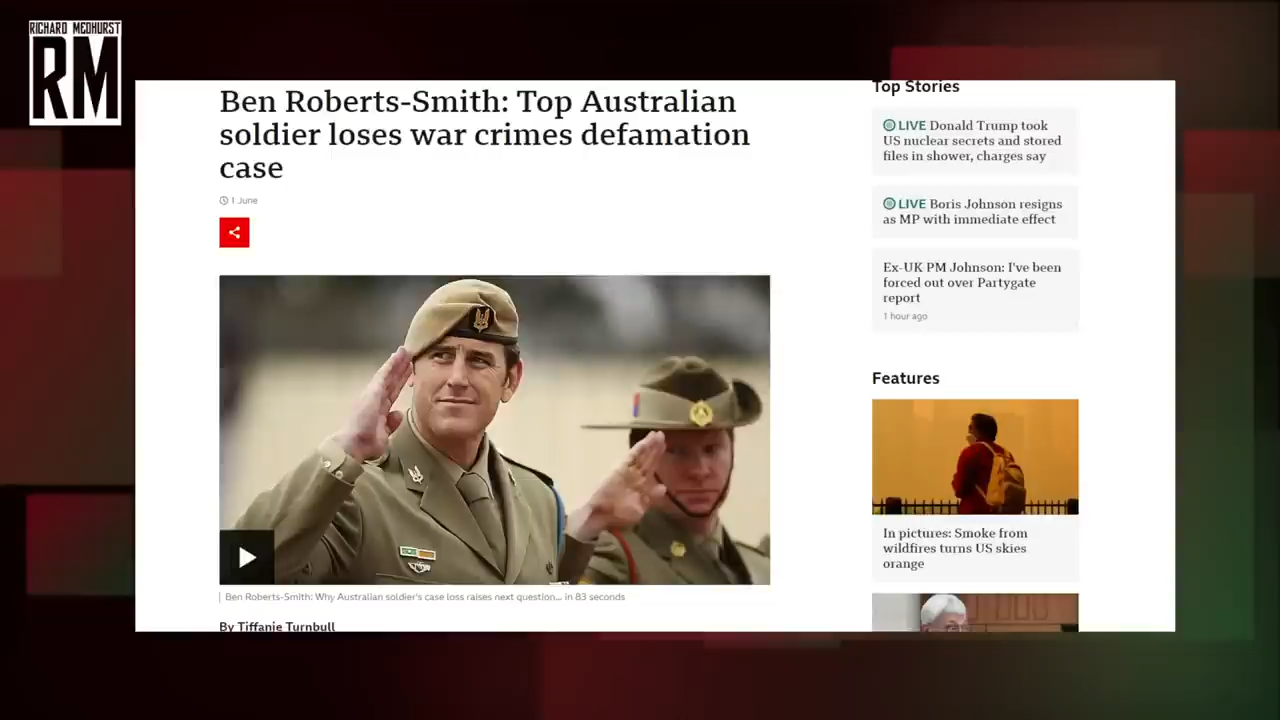 RICHARD MEDHURST
RM
Ben Roberts-Smith: Top Australian
soldier loses war crimes defamation
case
1 June
Ben Roberts-Smith: Why Australian soldier's case loss raises next question... in 83 seconds
By Tiffanie Turnbull
Top Stories
LIVE Donald Trump took
US nuclear secrets and stored
files in shower, charges say
LIVE Boris Johnson resigns
as MP with immediate effect
Ex-UK PM Johnson: I've been
forced out over Partygate
report
1 hour ago
Features
In pictures: Smoke from
wildfires turns US skies
orange